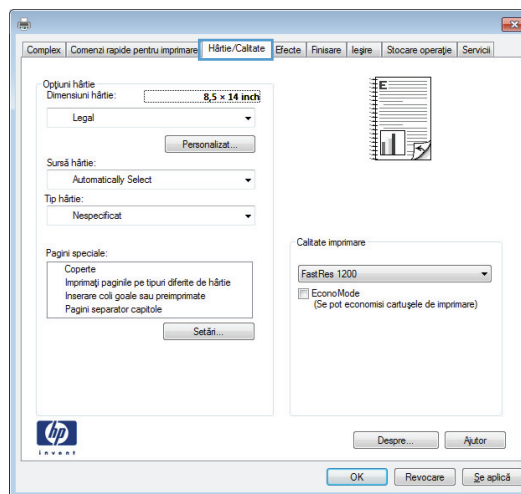 Complex
Comenzi rapide pentru imprimare
Hârtie/Calitate
Efecte
Finisare
Ieşire
Stocare operaţie
Servicii
Opţiuni hârtie
Dimensiuni hârtie:
8,5 × 14 inch
Legal
Personalizat...
Sursă hârtie:
Automatically Select
Tip hârtie:
Nespecificat
Pagini speciale:
Coperte
Imprimaţi paginile pe tipuri diferite de hârtie
Inserare coli goale sau preimprimate
Pagini separator capitole
Setări...
E
Calitate imprimare
FastRes 1200
EconoMode
(Se pot economisi cartuşele de imprimare)
hp
invent
Despre...
Ajutor
OK
Revocare
Se aplică